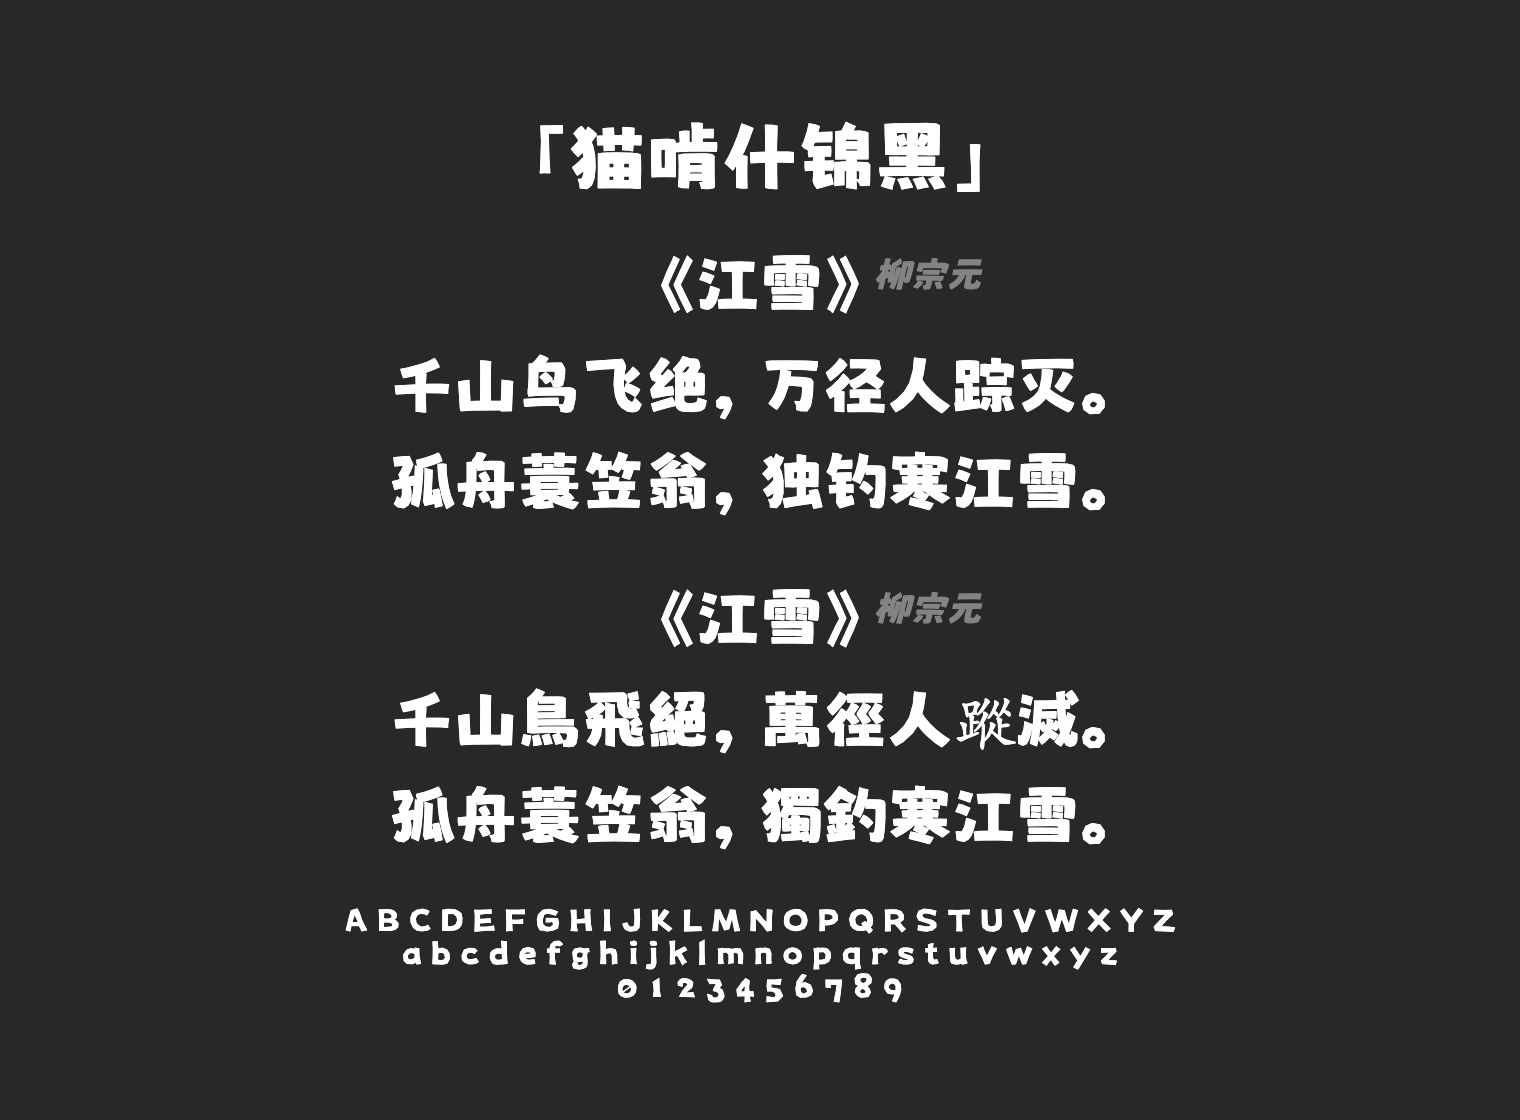 「猫啃什锦黑」
《江雪》柳宗元
千山鸟飞绝，万径人踪灭。
孤舟蓑笠翁，独钓寒江雪。
《江雪》柳宗元
千山鳥飛絕，萬徑人蹤滅。
孤舟蓑笠翁，獨釣寒江雪。
A B C D E F G H I J K L M N O P Q R S T U V W X Y Z
a b c d e f g h i j k l m n o p q r s t u v w x y z
0 1 2 3 4 5 6 7 8 9